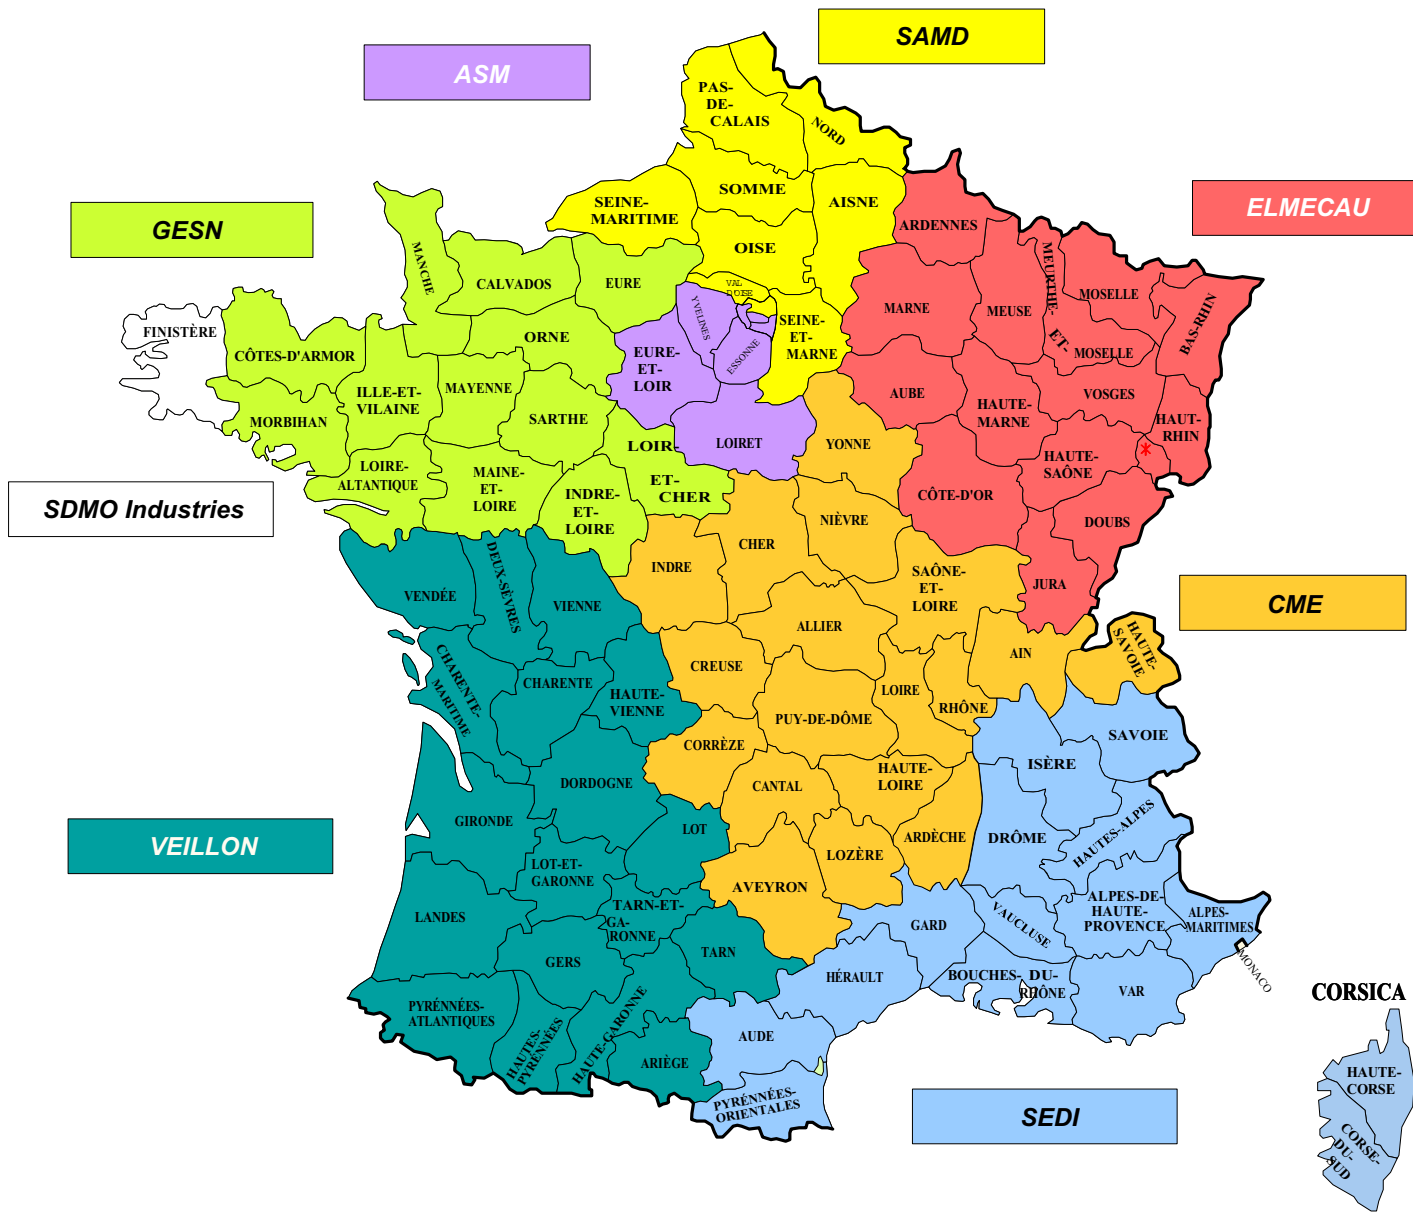 SAMD
ASM
PAS-
DE-
CALAIS
NORD
SOMME
AISNE
SEINE-
MARITIME
OISE
ELMECAU
GESN
ARDENNES
MANCHE
CALVADOS
EURE
VAL
D'OISE
YVELINES
ESSONNE
SEINE-
ET-
MARNE
MARNE
MEUSE
MEURTHE-
ET-
MOSELLE
MOSELLE
BAS-RHIN
FINISTÈRE
CÔTES-D'ARMOR
ORNE
EURE-
ET-
LOIR
ILLE-ET-
VILAINE
MAYENNE
SARTHE
MORBIHAN
AUBE
HAUTE-
MARNE
VOSGES
HAUT-
RHIN
LOIRET
YONNE
LOIR-
ET-
CHER
HAUTE-
SAÔNE
LOIRE-
ALTANTIQUE
MAINE-
ET-
LOIRE
INDRE-
ET-
LOIRE
SDMO Industries
CÔTE-D'OR
DOUBS
NIÈVRE
CHER
INDRE
SAÔNE-
ET-
LOIRE
JURA
VENDÉE
DEUX-SÈVRES
VIENNE
CME
ALLIER
AIN
HAUTE-
SAVOIE
CREUSE
CHARENTE-
MARITIME
CHARENTE
HAUTE-
VIENNE
LOIRE
RHÔNE
PUY-DE-DÔME
SAVOIE
ISÈRE
CORRÈZE
CANTAL
HAUTE-
LOIRE
DORDOGNE
GIRONDE
LOT
VEILLON
ARDÈCHE
DRÔME
HAUTES-ALPES
LOZÈRE
LOT-ET-
GARONNE
AVEYRON
LANDES
TARN-ET-
GA-
RONNE
GARD
VAUCLUSE
ALPES-DE-
HAUTE-
PROVENCE
ALPES-
MARITIMES
TARN
GERS
MONACO
HÉRAULT
BOUCHES- DU-
RHÔNE
VAR
CORSICA
PYRÉNNÉES-
ATLANTIQUES
HAUTES-
PYRÉNNÉES
HAUTE-GARONNE
ARIÈGE
AUDE
PYRÉNNÉES-
ORIENTALES
SEDI
HAUTE-
CORSE
CORSE-
DU-
SUD